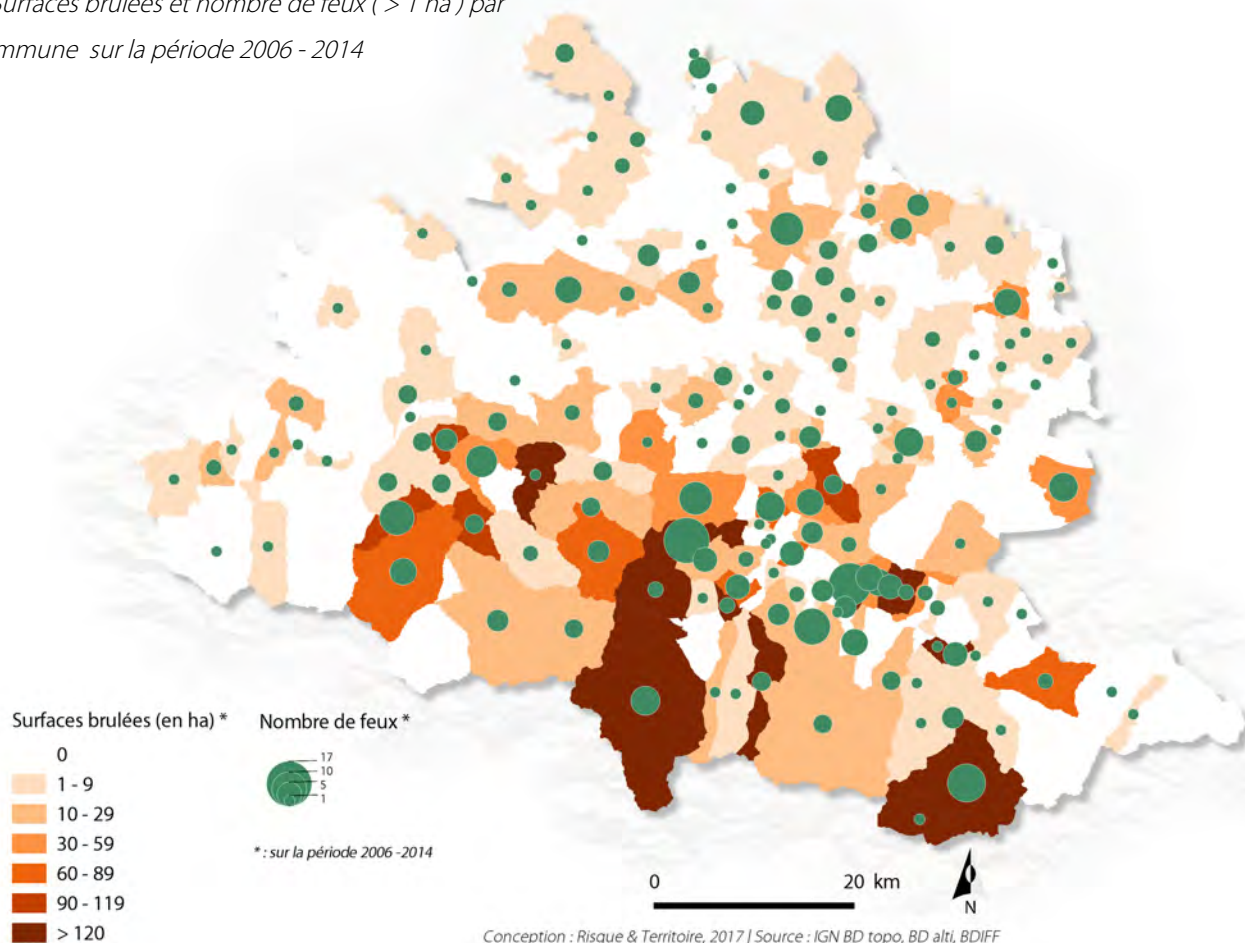 Surfaces brulées et nombre de feux ( > 1 ha ) par
mmune sur la période 2006 - 2014
Surfaces brulées (en ha) *
0
1 - 9
10 - 29
30 - 59
60 - 89
90 - 119
> 120
Nombre de feux *
17
10
5
1
* : sur la période 2006 -2014
0 20 km
N
Conception : Risque & Territoire, 2017 | Source : IGN BD topo, BD alti, BDIFF